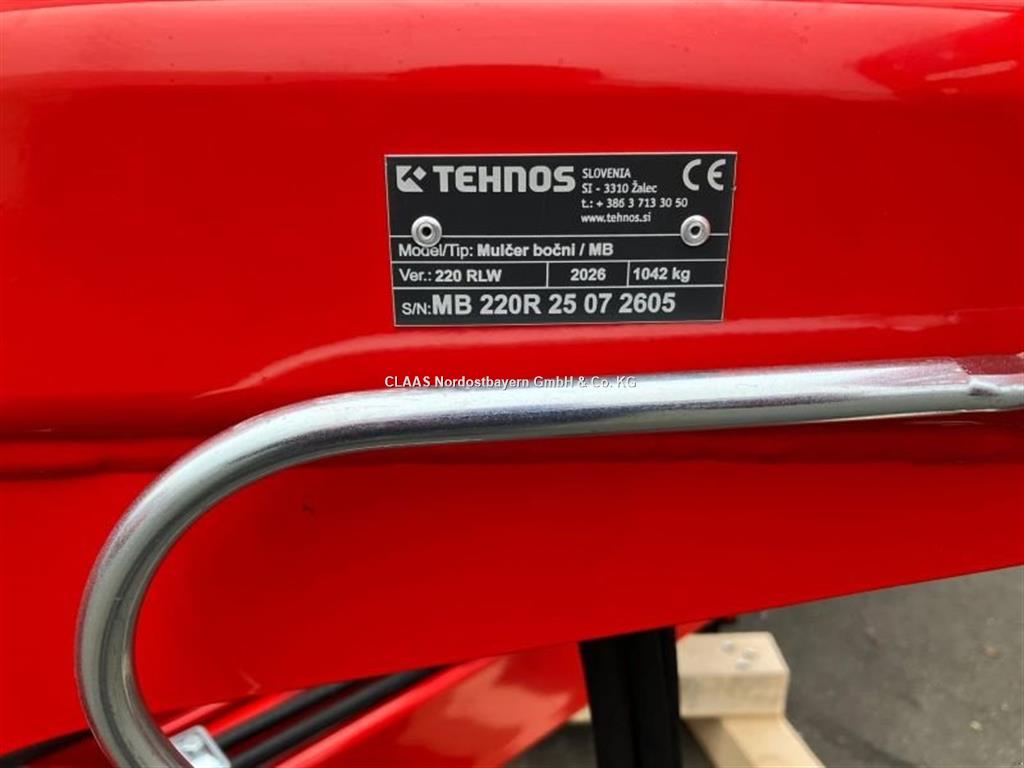 TEHNOS
SLOVENIA
SI - 3310 Žalec
t.: + 386 3 713 30 50
www.tehnos.si
CE
Model/Tip: Mulčer bočni / MB
Ver.: 220 RLW 2026 1042 kg
S/N:MB 220R 25 07 2605
CLAAS Nordostbayern GmbH & Co. KG